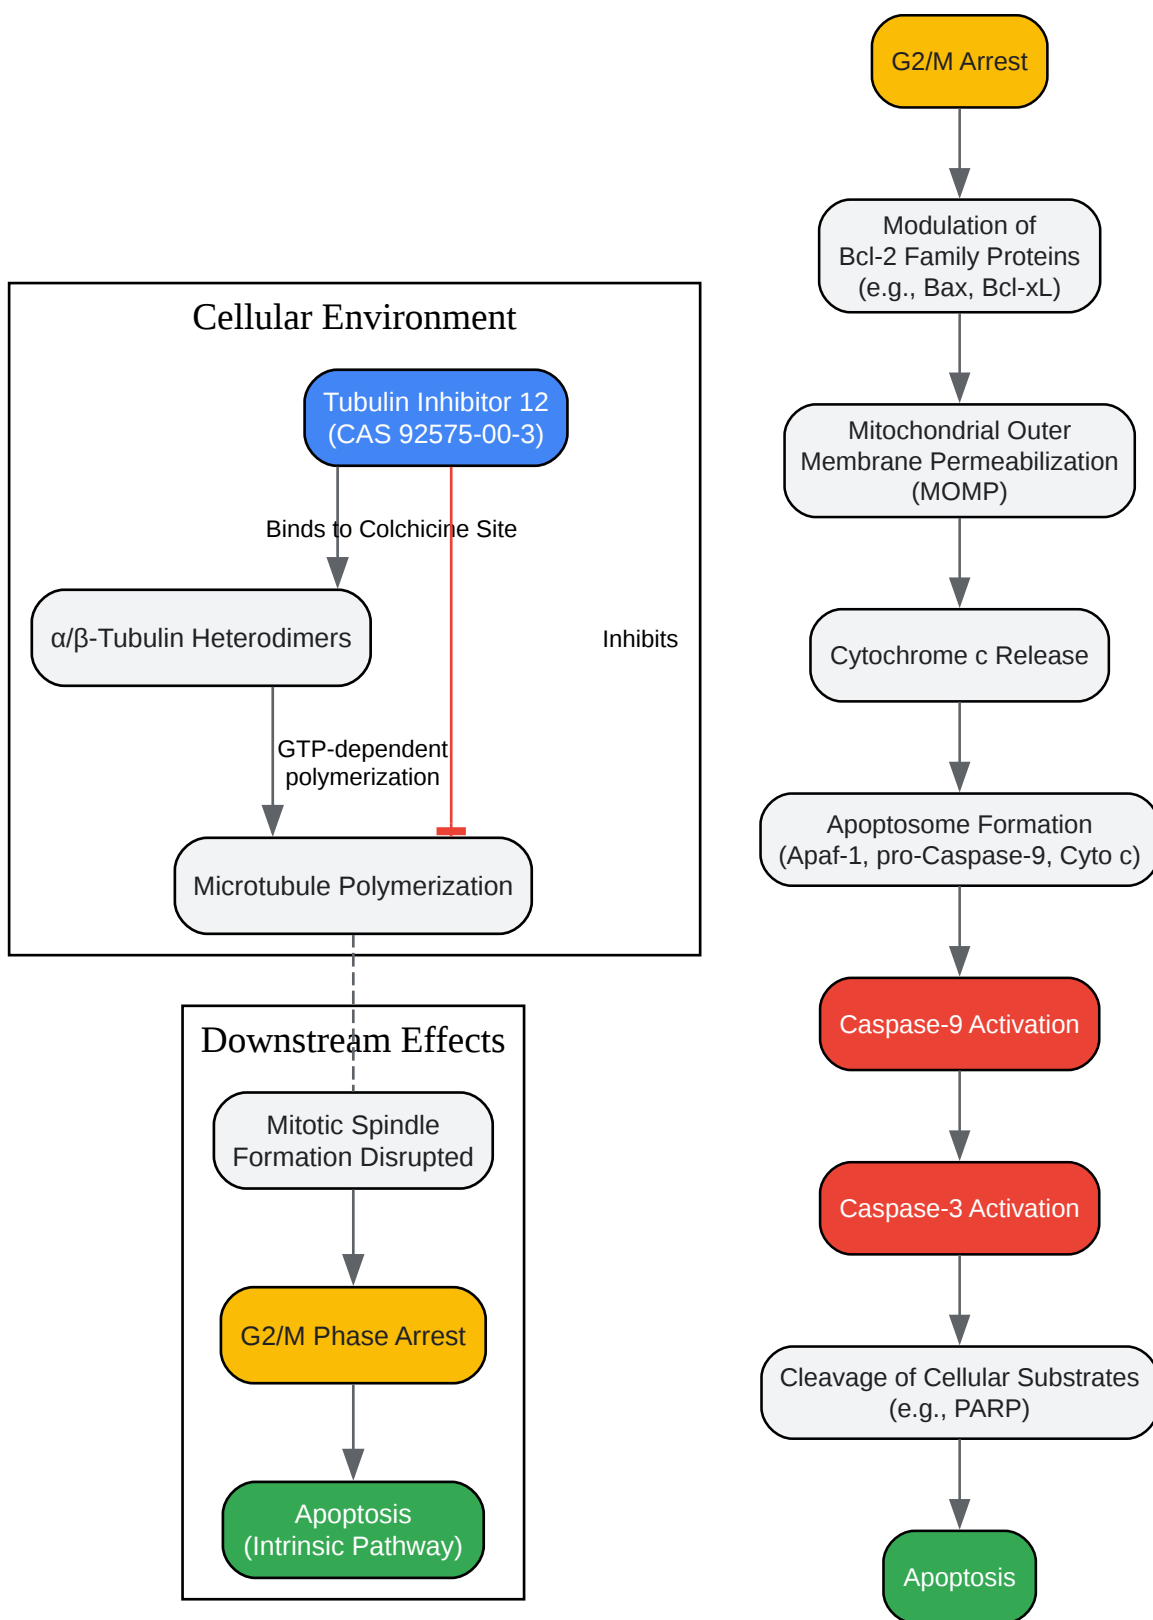 Cellular Environment
Tubulin Inhibitor 12
(CAS 92575-00-3)
Binds to Colchicine Site
α/β-Tubulin Heterodimers
Inhibits
GTP-dependent
polymerization
Microtubule Polymerization
Downstream Effects
Mitotic Spindle
Formation Disrupted
G2/M Phase Arrest
Apoptosis
(Intrinsic Pathway)
G2/M Arrest
Modulation of
Bcl-2 Family Proteins
(e.g., Bax, Bcl-xL)
Mitochondrial Outer
Membrane Permeabilization
(MOMP)
Cytochrome c Release
Apoptosome Formation
(Apaf-1, pro-Caspase-9, Cyto c)
Caspase-9 Activation
Caspase-3 Activation
Cleavage of Cellular Substrates
(e.g., PARP)
Apoptosis